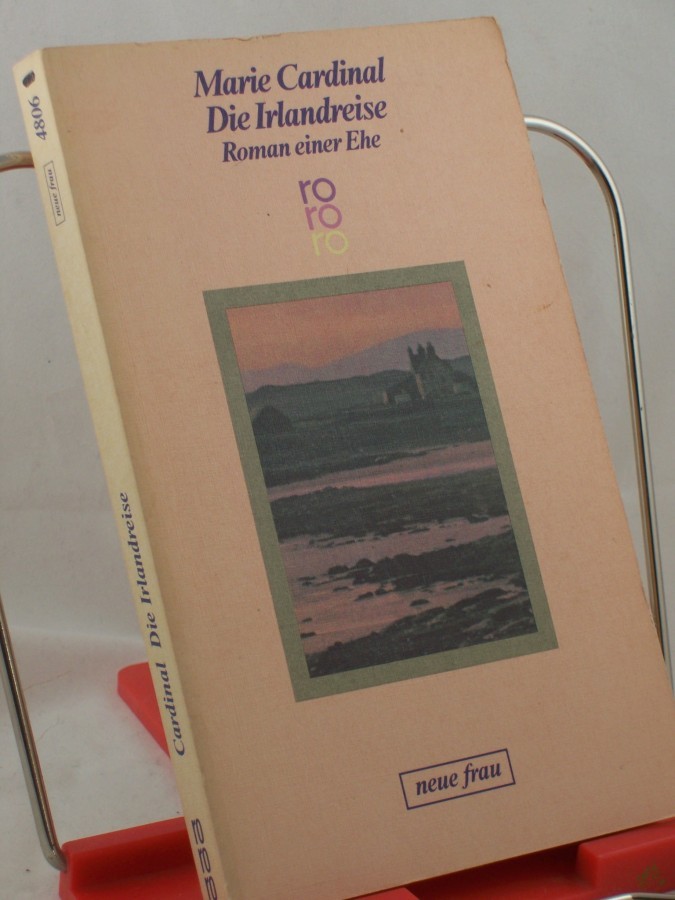 Marie Cardinal
Die Irlandreise
Roman einer Ehe
ro
ro
ro
neue frau
4806
neue frau
Cardinal Die Irlandreise